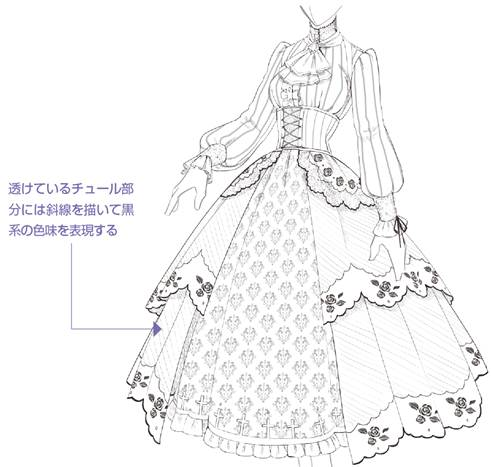 透けているチュール部
分には斜線を描いて黒
系の色味を表現する